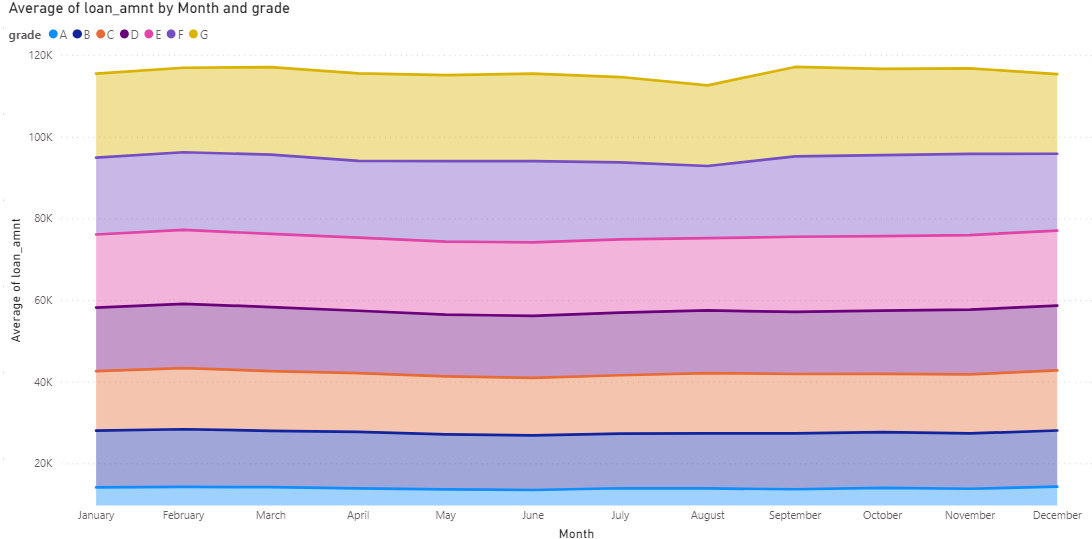 Average of loan_amnt by Month and grade
grade A B C D E F G
120K
100K
80K
60K
40K
20K
Average of loan_amnt
January February March April May June July August September October November December
Month